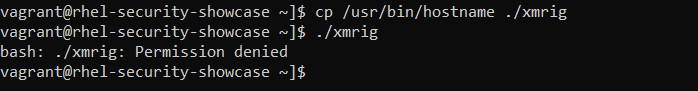 vagrant@rhel-security-showcase ~]$ cp /usr/bin/hostname ./xmrig
vagrant@rhel-security-showcase ~]$ ./xmrig
bash: ./xmrig: Permission denied
vagrant@rhel-security-showcase ~]$